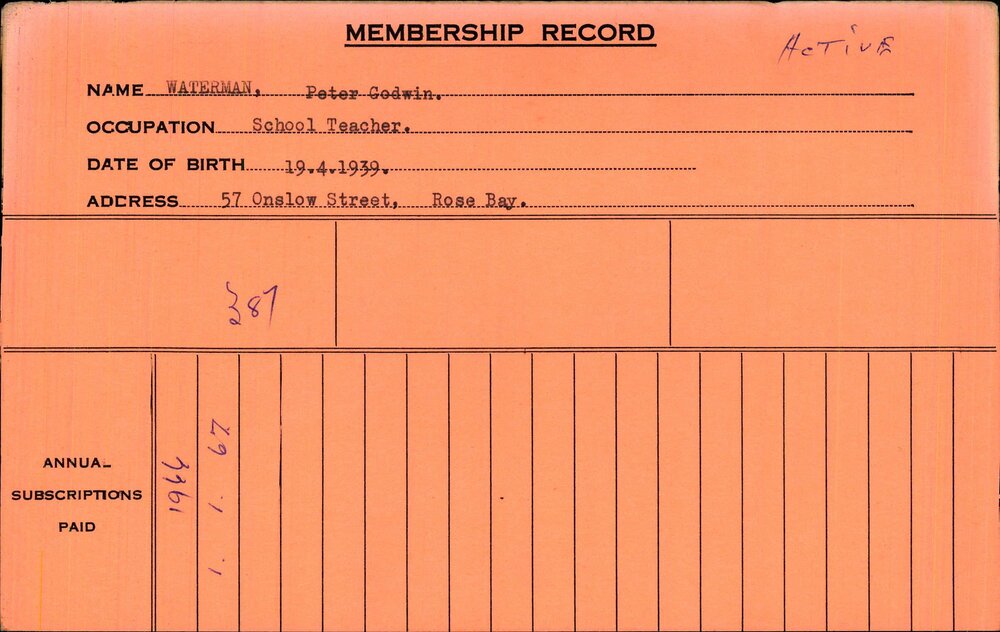 MEMBERSHIP RECORD
ACTIVE
NAME WATERMAN, Peter Godwin.
OCCUPATION School Teacher.
DATE OF BIRTH 19.4.1939.
ADDRESS 57 Onslow Street, Rose Bay.
387
ANNUAL
SUBSCRIPTIONS
PAID
1966
1. 1. 67